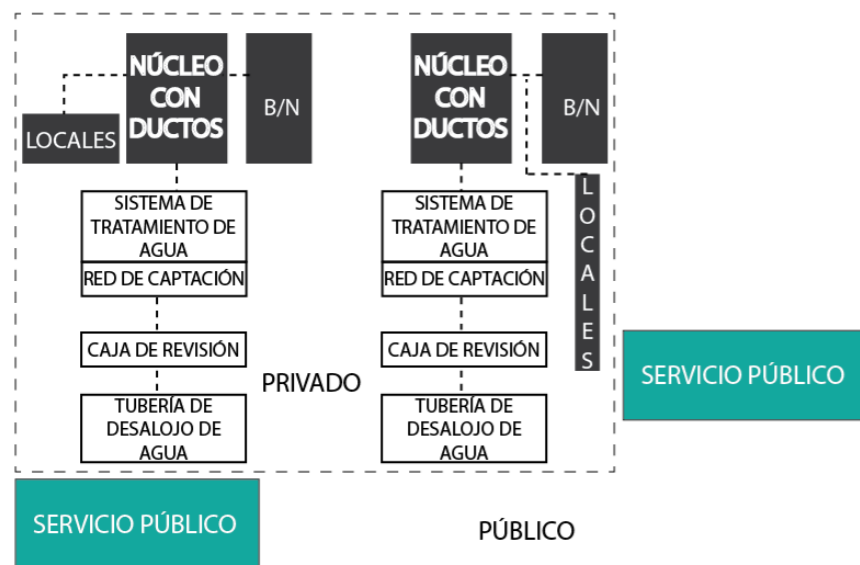 NÚCLEO
CON
DUCTOS
B/N
LOCALES
SISTEMA DE
TRATAMIENTO DE
AGUA
RED DE CAPTACIÓN
CAJA DE REVISIÓN
TUBERÍA DE
DESALOJO DE
AGUA
PRIVADO
NÚCLEO
CON
DUCTOS
B/N
LOCALES
SISTEMA DE
TRATAMIENTO DE
AGUA
RED DE CAPTACIÓN
CAJA DE REVISIÓN
TUBERÍA DE
DESALOJO DE
AGUA
SERVICIO PÚBLICO
SERVICIO PÚBLICO
PÚBLICO